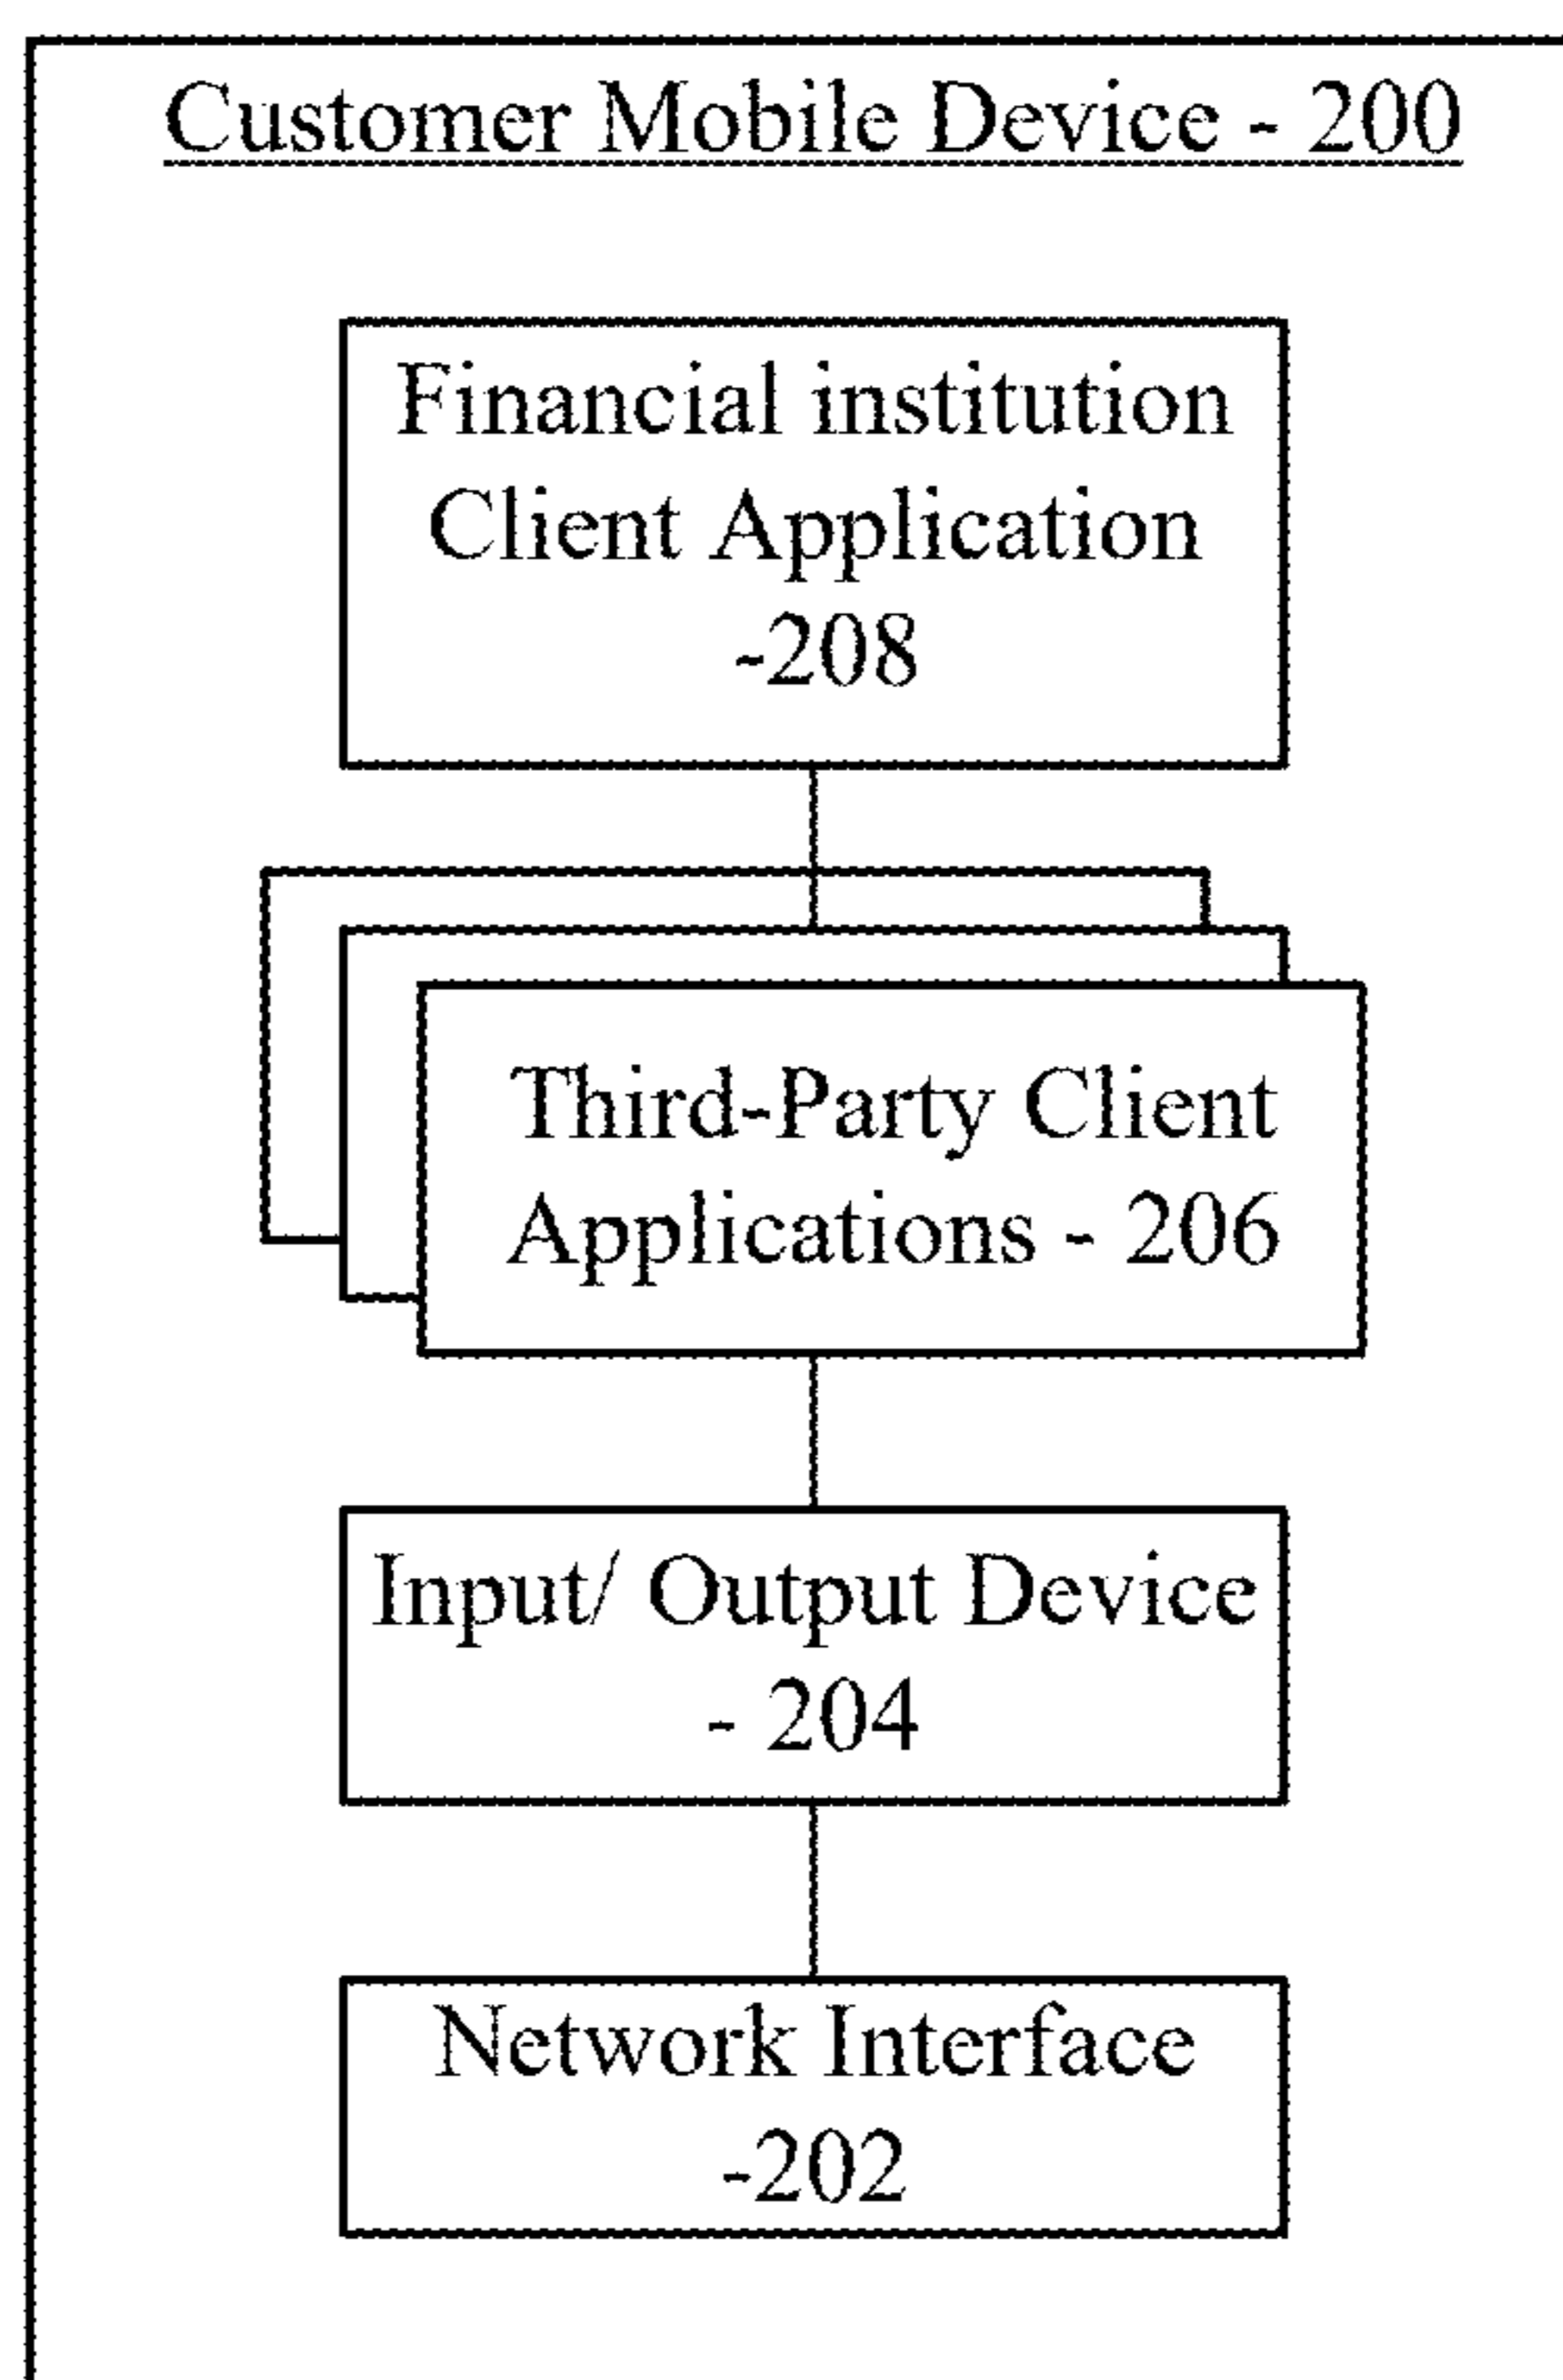 Customer Mobile Device - 200
Financial institution
Client Application
-208
Third-Party Client
Applications - 206
Input/ Output Device
- 204
Network Interface
-202